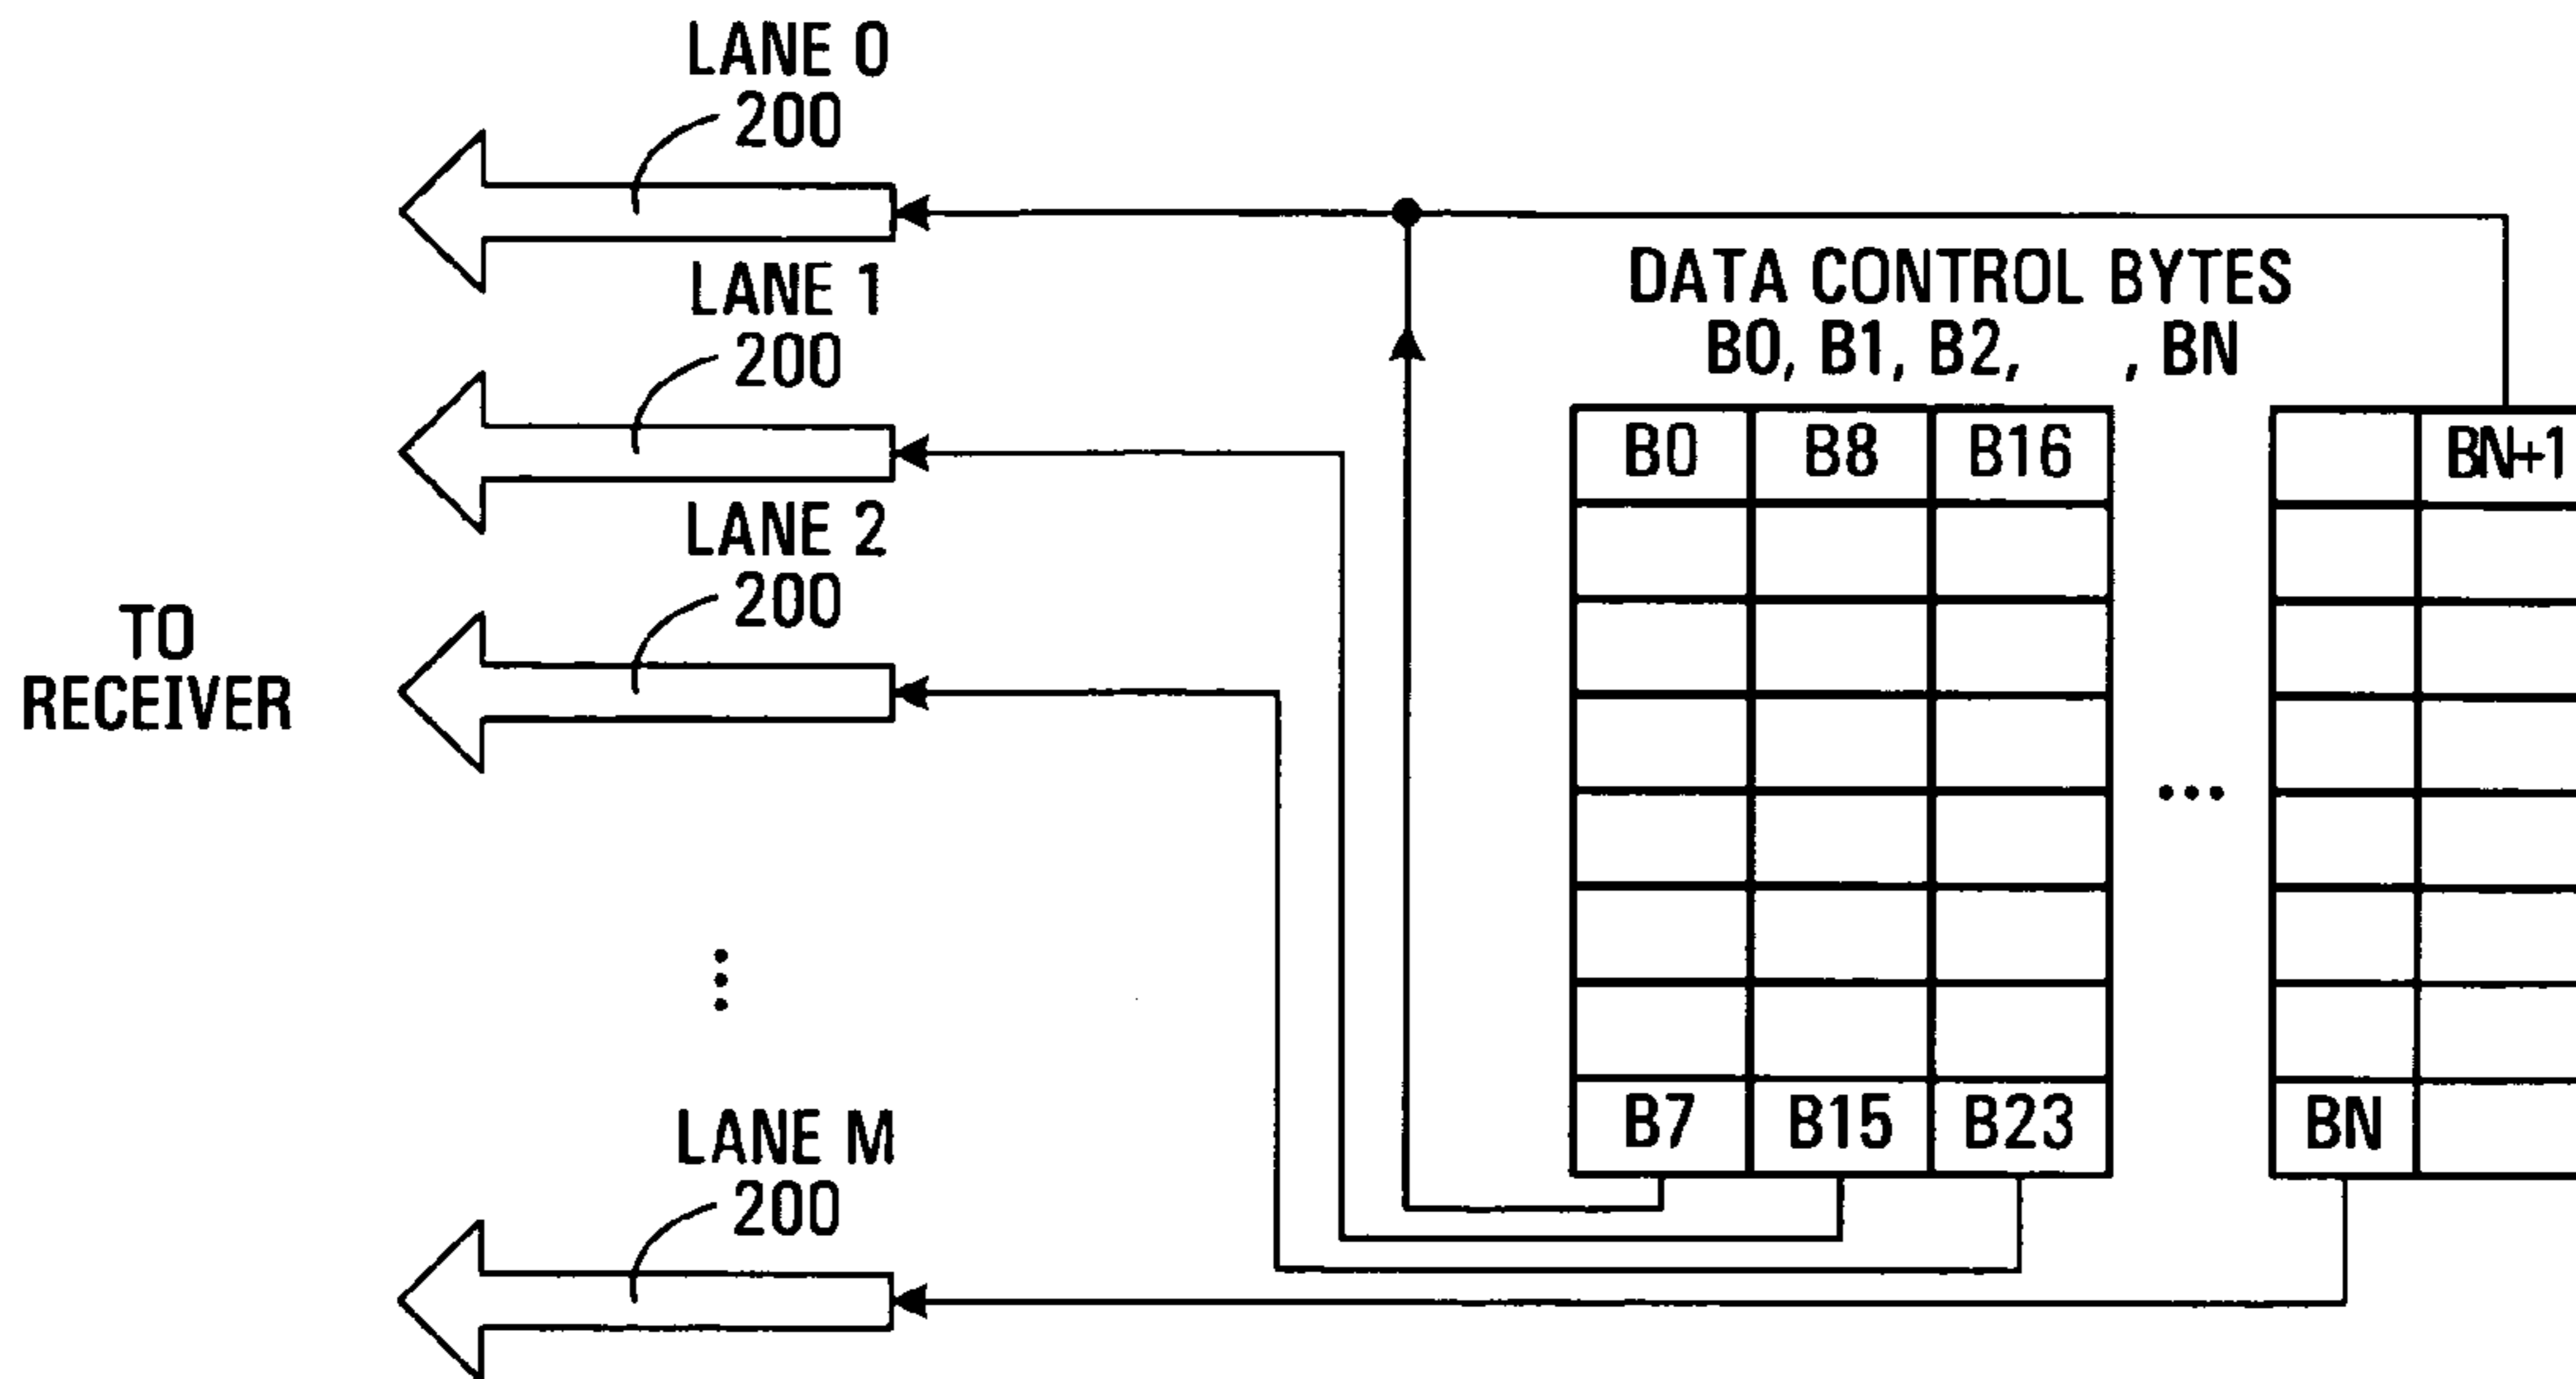 LANE 0
200
LANE 1
200
LANE 2
200
TO
RECEIVER
LANE M
200
DATA CONTROL BYTES
B0, B1, B2,    , BN
B0 B8 B16 BN+1
B7 B15 B23 BN